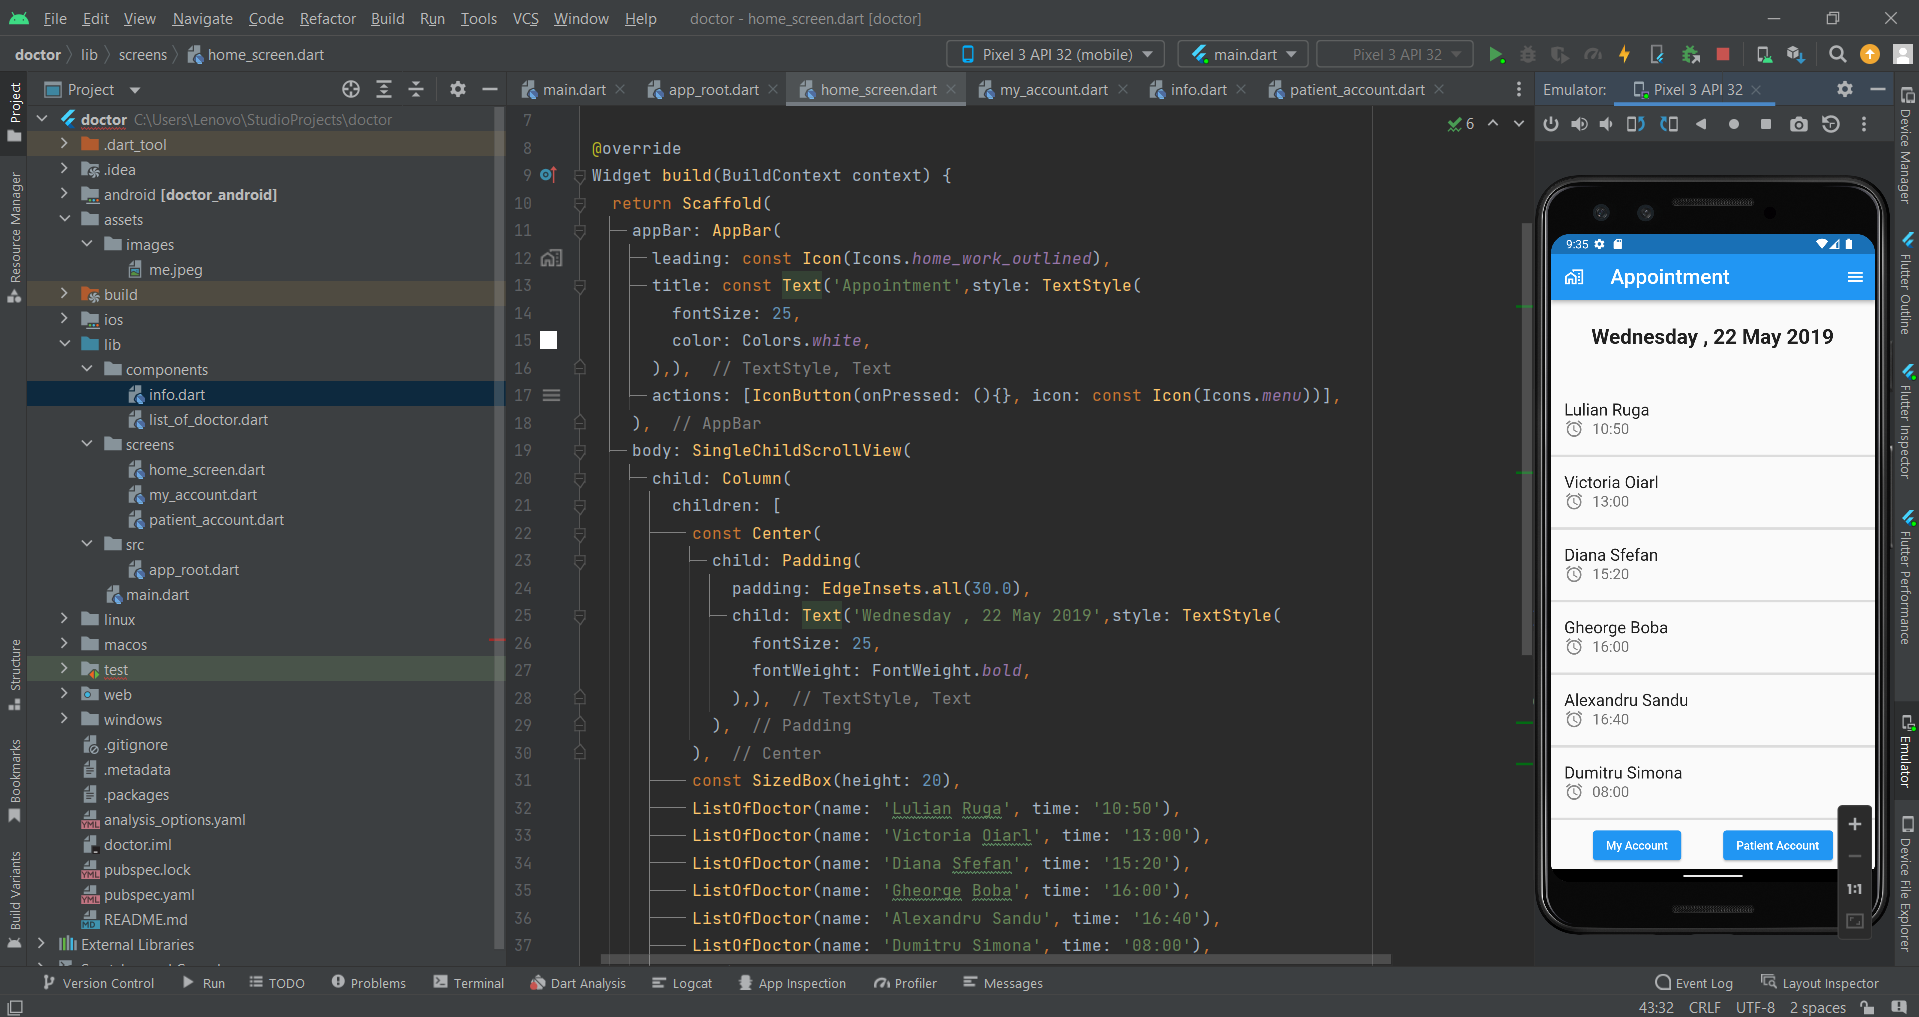 File Edit View Navigate Code Refactor Build Run Tools VCS Window Help doctor - home_screen.dart [doctor]
doctor lib screens home_screen.dart Pixel 3 API 32 (mobile) main.dart Pixel 3 API 32
Project main.dart app_root.dart home_screen.dart my_account.dart info.dart patient_account.dart Emulator: Pixel 3 API 32
doctor C:\Users\Lenovo\StudioProjects\doctor
.dart_tool
.idea
android [doctor_android]
assets
images
me.jpeg
build
ios
lib
components
info.dart
list_of_doctor.dart
screens
home_screen.dart
my_account.dart
patient_account.dart
src
app_root.dart
main.dart
linux
macos
test
web
windows
.gitignore
.metadata
.packages
analysis_options.yaml
doctor.iml
pubspec.lock
pubspec.yaml
README.md
External Libraries
Project
Resource Manager
Structure
Bookmarks
Build Variants
6
7
8 @override
9 Widget build(BuildContext context) {
10 return Scaffold(
11 appBar: AppBar(
12 leading: const Icon(Icons.home_work_outlined),
13 title: const Text('Appointment',style: TextStyle(
14 fontSize: 25,
15 color: Colors.white,
16 ),), // TextStyle, Text
17 actions: [IconButton(onPressed: (){}, icon: const Icon(Icons.menu))],
18 ), // AppBar
19 body: SingleChildScrollView(
20 child: Column(
21 children: [
22 const Center(
23 child: Padding(
24 padding: EdgeInsets.all(30.0),
25 child: Text('Wednesday , 22 May 2019',style: TextStyle(
26 fontSize: 25,
27 fontWeight: FontWeight.bold,
28 ),), // TextStyle, Text
29 ), // Padding
30 ), // Center
31 const SizedBox(height: 20),
32 ListOfDoctor(name: 'Lulian Ruga', time: '10:50'),
33 ListOfDoctor(name: 'Victoria Oiarl', time: '13:00'),
34 ListOfDoctor(name: 'Diana Sfefan', time: '15:20'),
35 ListOfDoctor(name: 'Gheorge Boba', time: '16:00'),
36 ListOfDoctor(name: 'Alexandru Sandu', time: '16:40'),
37 ListOfDoctor(name: 'Dumitru Simona', time: '08:00'),
9:35
Appointment
Wednesday , 22 May 2019
Lulian Ruga
10:50
Victoria Oiarl
13:00
Diana Sfefan
15:20
Gheorge Boba
16:00
Alexandru Sandu
16:40
Dumitru Simona
08:00
My Account Patient Account
1:1
Device Manager
Flutter Outline
Flutter Inspector
Flutter Performance
Emulator
Device File Explorer
Version Control Run TODO Problems Terminal Dart Analysis Logcat App Inspection Profiler Messages Event Log Layout Inspector
43:32 CRLF UTF-8 2 spaces